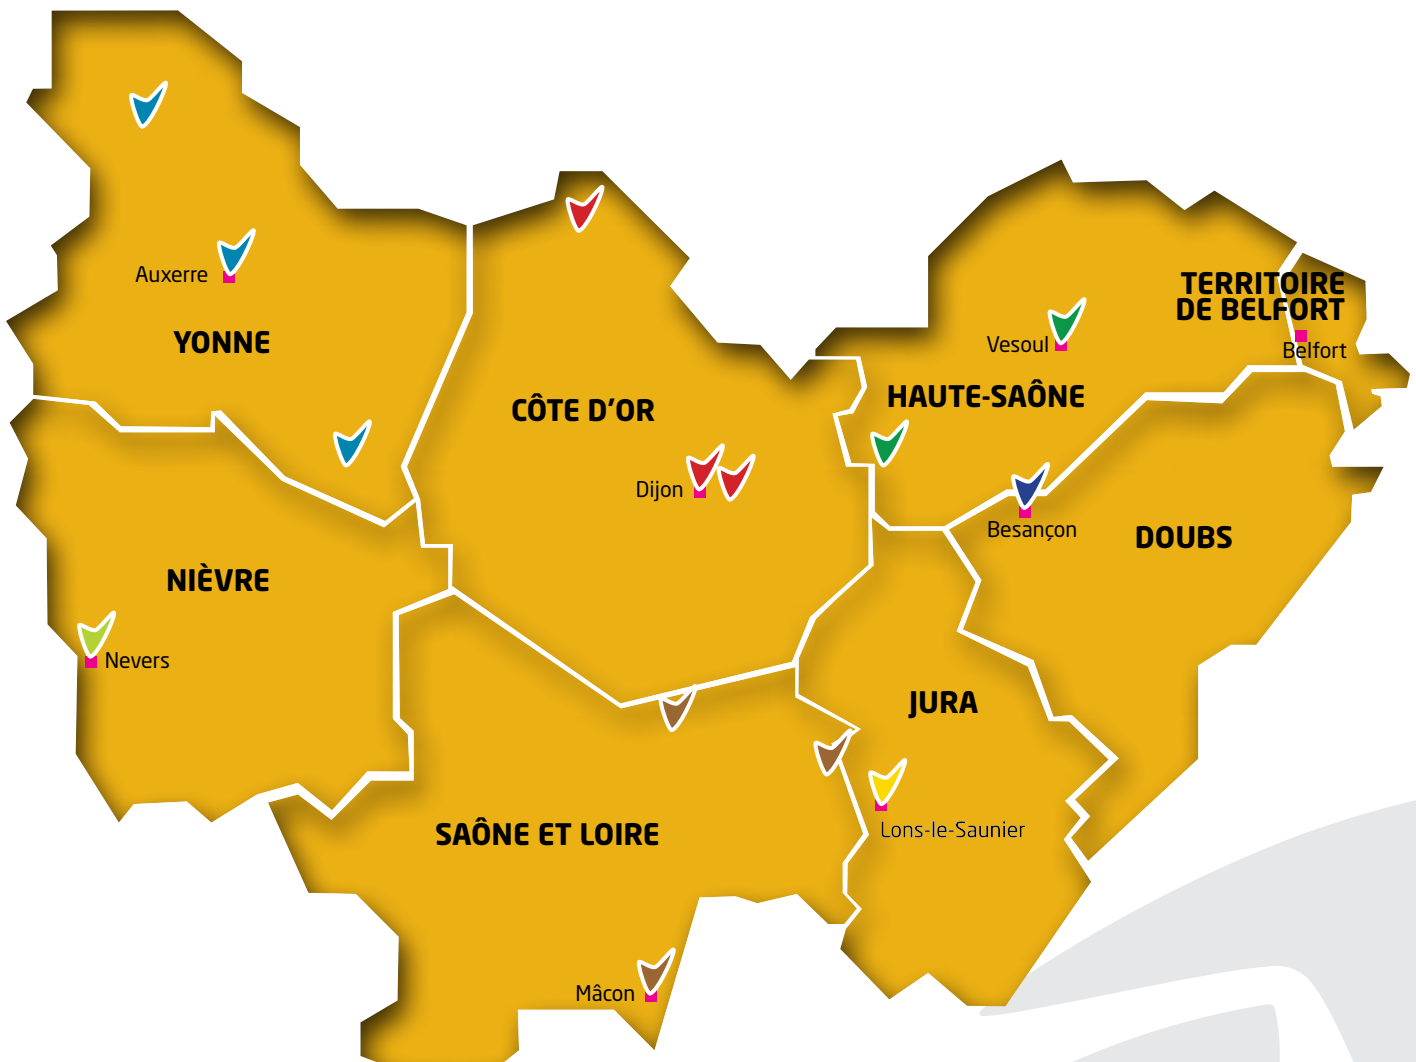 Auxerre
YONNE
TERRITOIRE
DE BELFORT
Belfort
Vesoul
HAUTE-SAÔNE
CÔTE D'OR
Dijon
Besançon
DOUBS
NIÈVRE
Nevers
JURA
Lons-le-Saunier
SAÔNE ET LOIRE
Mâcon